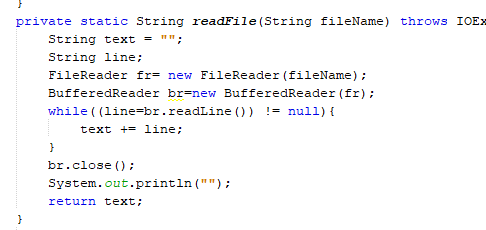 }
private static String readFile(String fileName) throws IOEx
String text = "";
String line;
FileReader fr= new FileReader(fileName);
BufferedReader br=new BufferedReader(fr);
while((line=br.readLine()) != null){
text += line;
}
br.close();
System.out.println("");
return text;
}